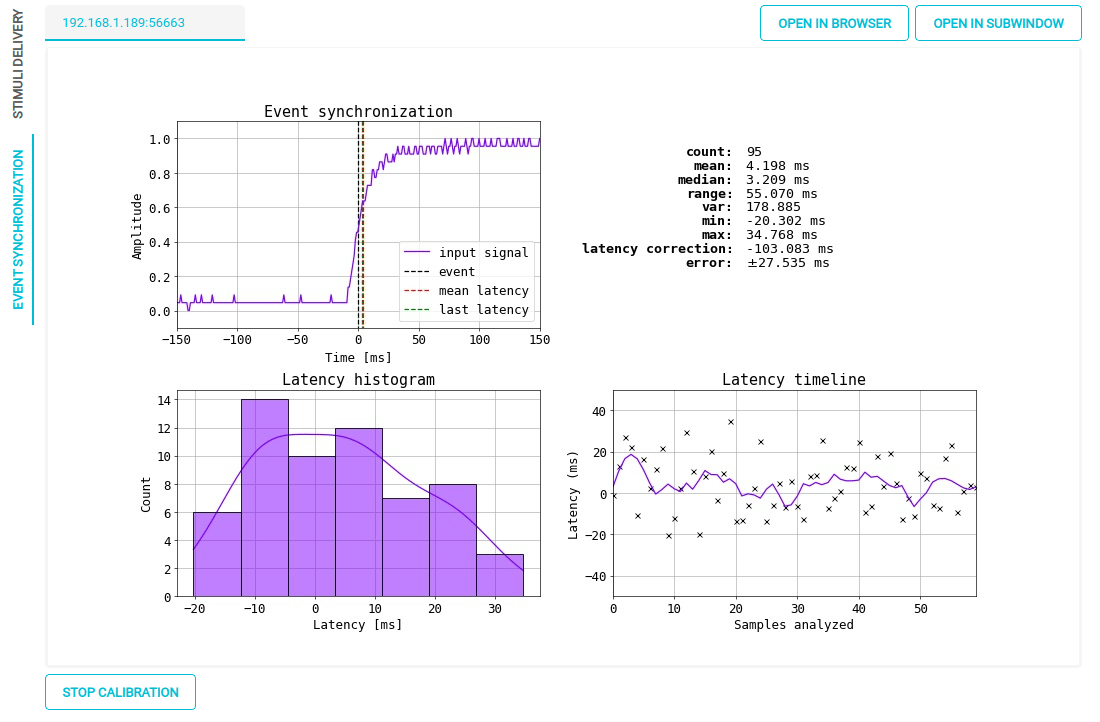 STIMULI DELIVERY
EVENT SYNCHRONIZATION
192.168.1.189:56663
OPEN IN BROWSER
OPEN IN SUBWINDOW
Event synchronization
Amplitude
1.0
0.8
0.6
0.4
0.2
0.0
input signal
event
mean latency
last latency
−150 −100 −50 0 50 100 150
Time [ms]
count: 95
mean: 4.198 ms
median: 3.209 ms
range: 55.070 ms
var: 178.885
min: -20.302 ms
max: 34.768 ms
latency correction: -103.083 ms
error: ±27.535 ms
Latency histogram
Count
14
12
10
8
6
4
2
0
−20 −10 0 10 20 30
Latency [ms]
Latency timeline
Latency (ms)
40
20
0
−20
−40
0 10 20 30 40 50
Samples analyzed
STOP CALIBRATION